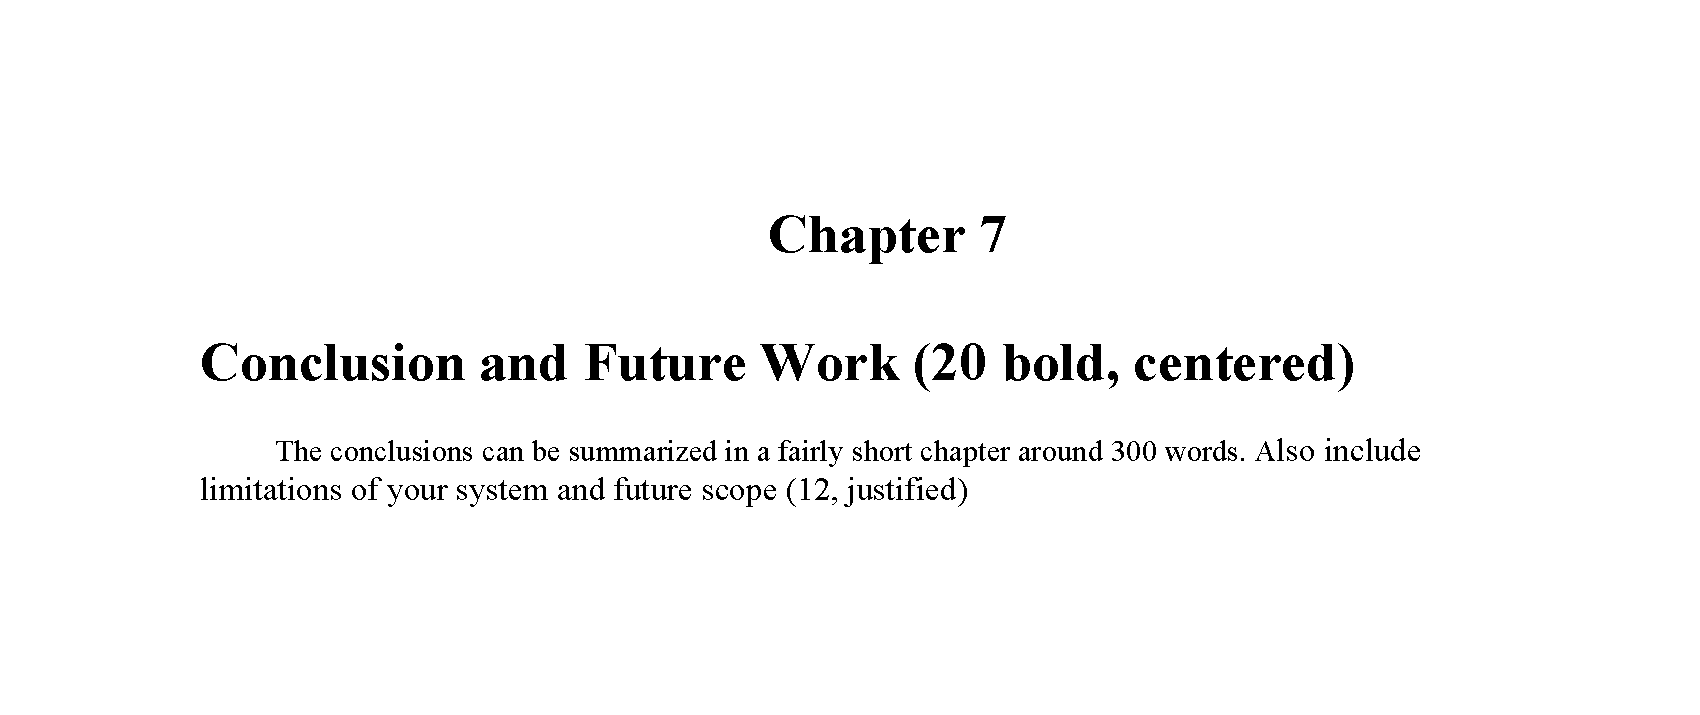 Chapter 7
Conclusion and Future Work (20 bold, centered)
The conclusions can be summarized in a fairly short chapter around 300 words. Also include
limitations of your system and future scope (12, justified)